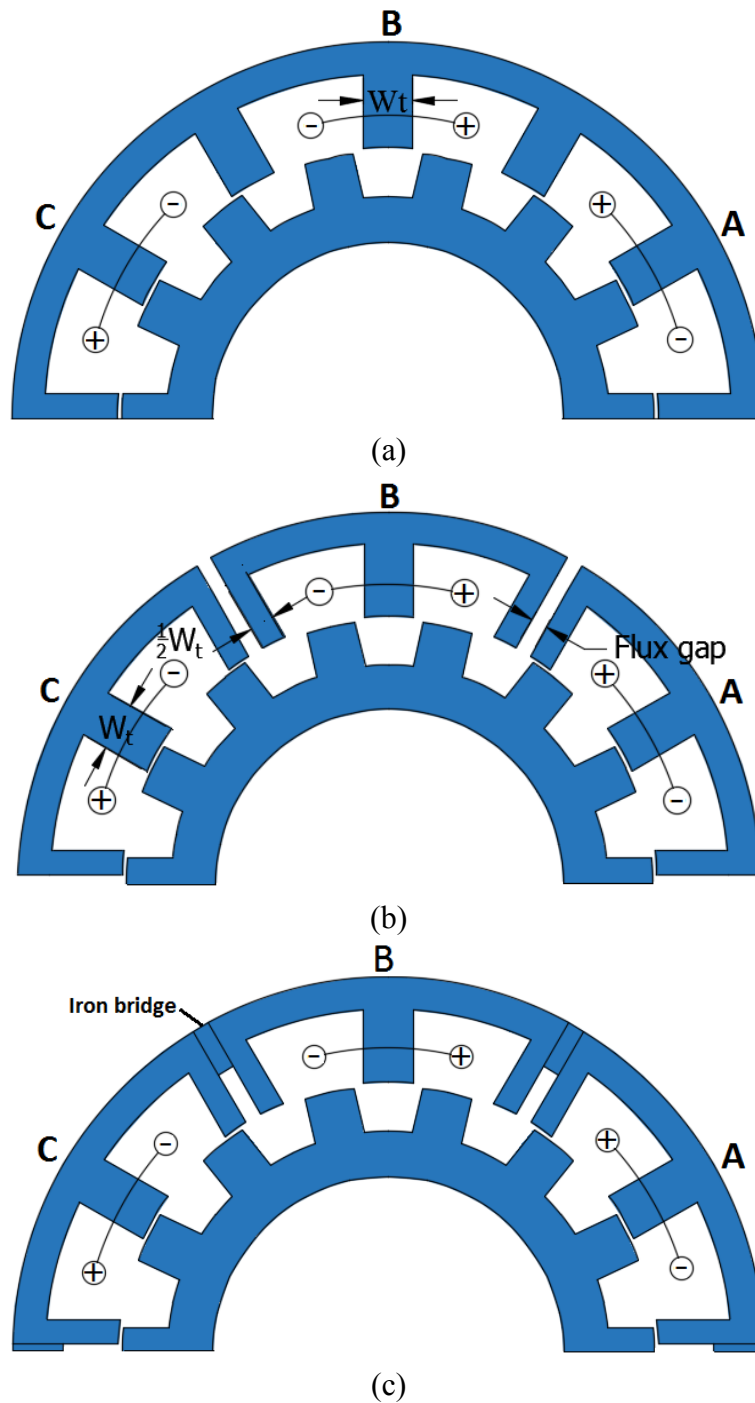 B
Wt
- +
C
- +
A
+ -
(a)
B
- +
½Wt
Flux gap
C
- +
A
Wt
+ -
(b)
B
Iron bridge
- +
C
- +
A
+ -
(c)